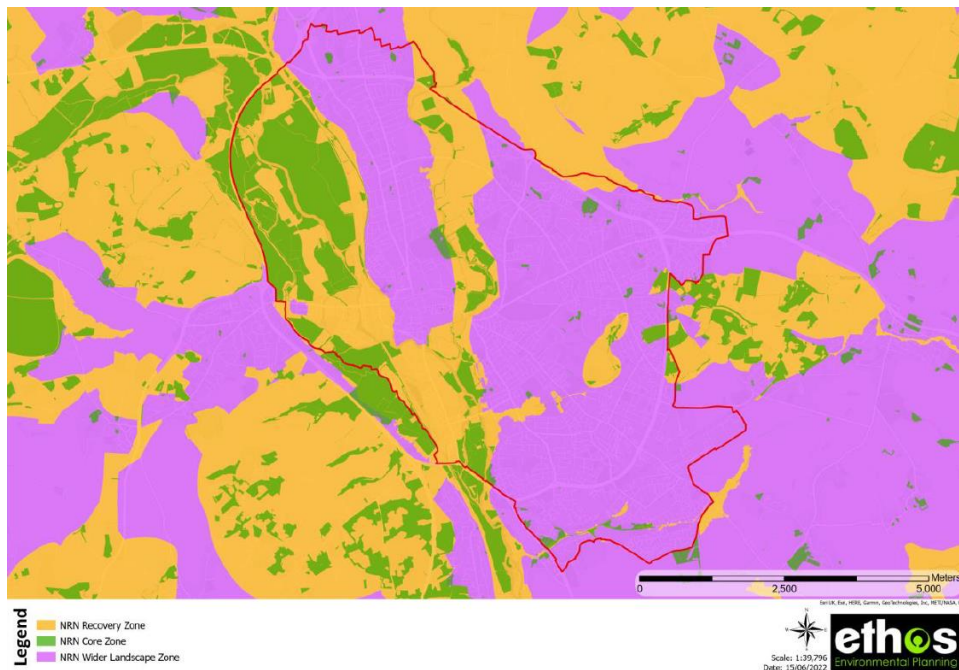 Meters
0
2,500
5,000
Legend
NRN Recovery Zone
NRN Core Zone
NRN Wider Landscape Zone
Scale: 1:39,796
Date: 15/06/2022
ethos
Environmental Planning